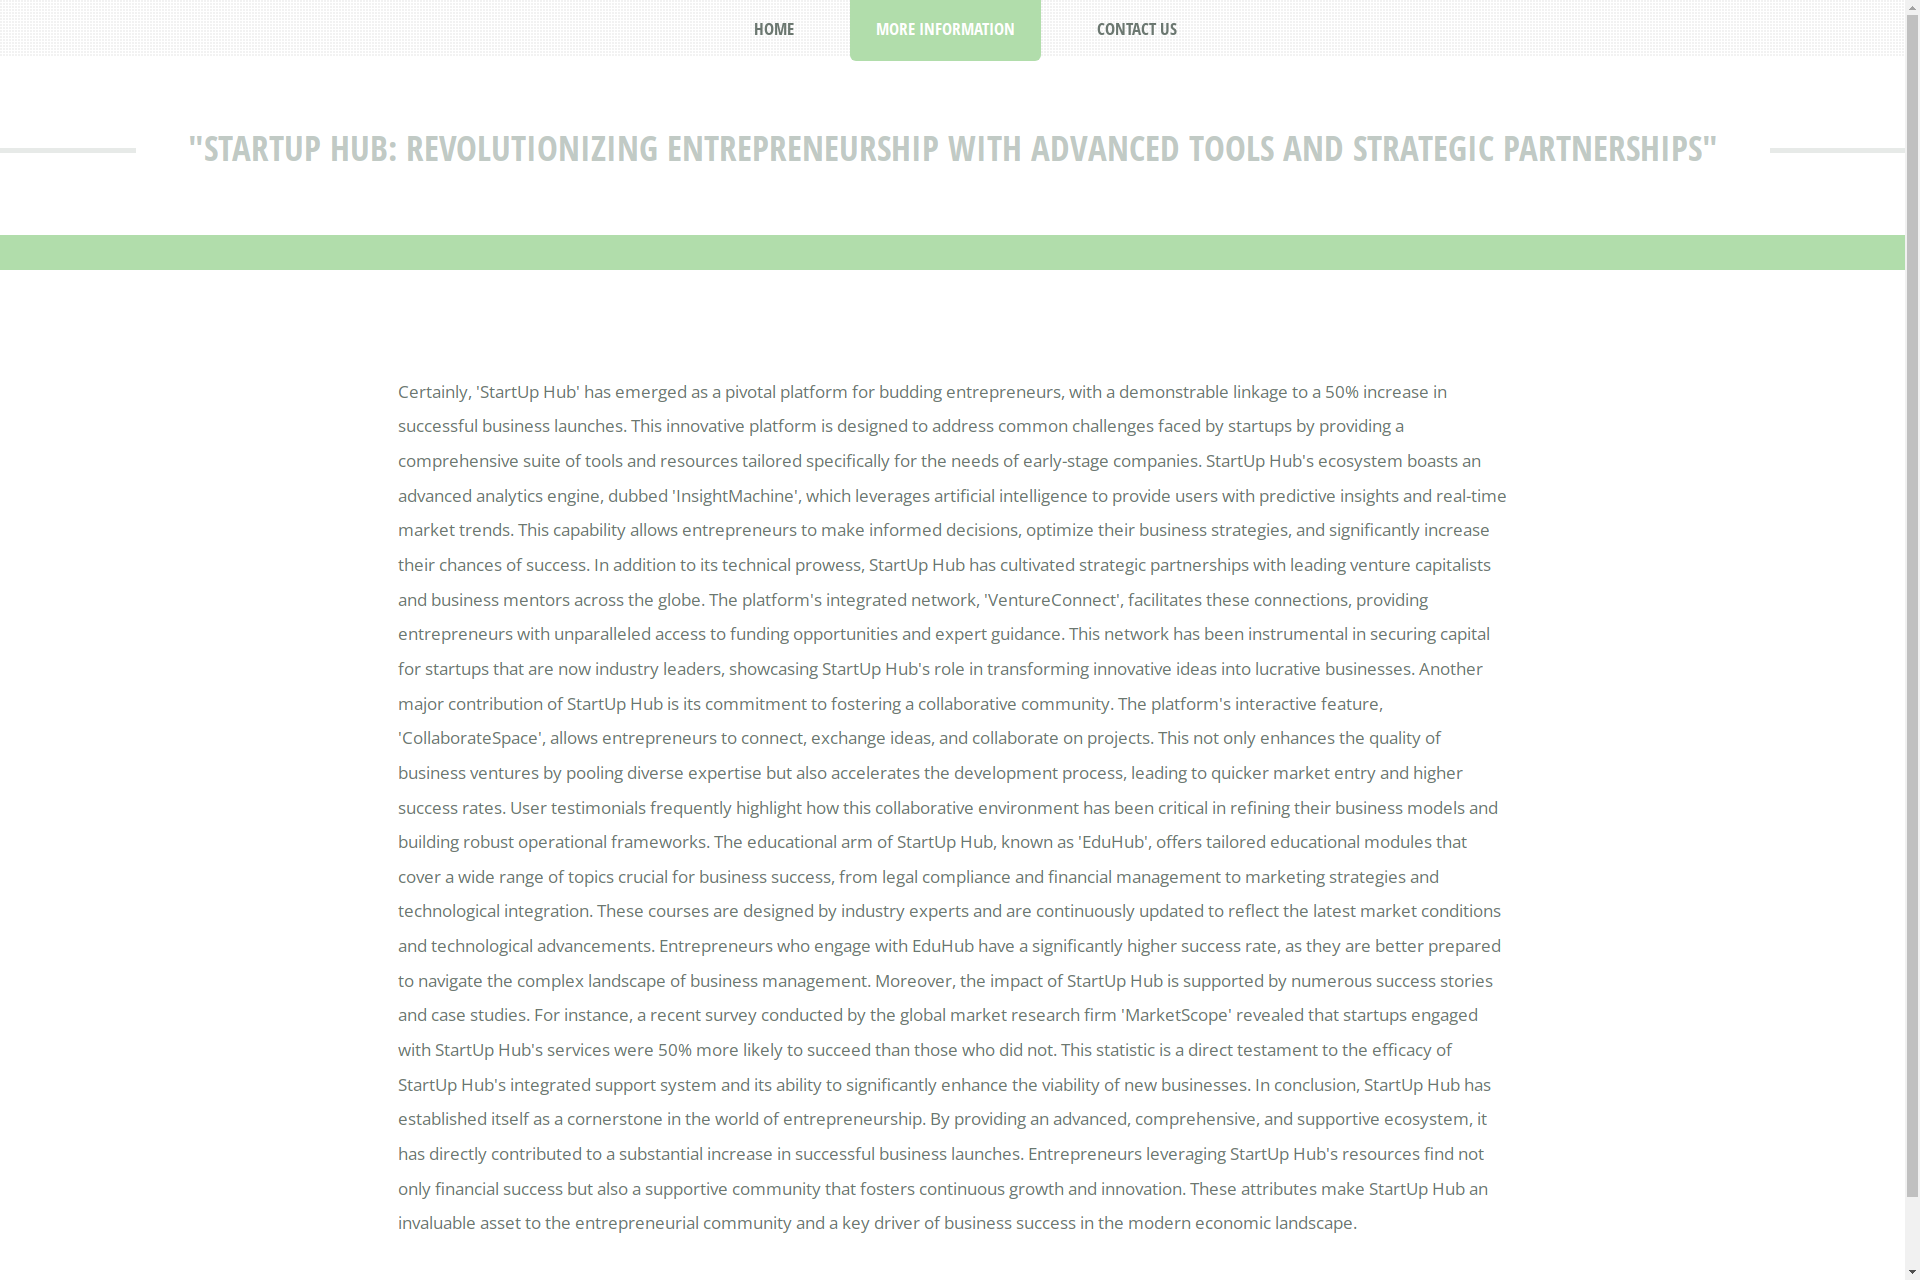 HOME
MORE INFORMATION
CONTACT US
"STARTUP HUB: REVOLUTIONIZING ENTREPRENEURSHIP WITH ADVANCED TOOLS AND STRATEGIC PARTNERSHIPS"
Certainly, 'StartUp Hub' has emerged as a pivotal platform for budding entrepreneurs, with a demonstrable linkage to a 50% increase in
successful business launches. This innovative platform is designed to address common challenges faced by startups by providing a
comprehensive suite of tools and resources tailored specifically for the needs of early-stage companies. StartUp Hub's ecosystem boasts an
advanced analytics engine, dubbed 'InsightMachine', which leverages artificial intelligence to provide users with predictive insights and real-time
market trends. This capability allows entrepreneurs to make informed decisions, optimize their business strategies, and significantly increase
their chances of success. In addition to its technical prowess, StartUp Hub has cultivated strategic partnerships with leading venture capitalists
and business mentors across the globe. The platform's integrated network, 'VentureConnect', facilitates these connections, providing
entrepreneurs with unparalleled access to funding opportunities and expert guidance. This network has been instrumental in securing capital
for startups that are now industry leaders, showcasing StartUp Hub's role in transforming innovative ideas into lucrative businesses. Another
major contribution of StartUp Hub is its commitment to fostering a collaborative community. The platform's interactive feature,
'CollaborateSpace', allows entrepreneurs to connect, exchange ideas, and collaborate on projects. This not only enhances the quality of
business ventures by pooling diverse expertise but also accelerates the development process, leading to quicker market entry and higher
success rates. User testimonials frequently highlight how this collaborative environment has been critical in refining their business models and
building robust operational frameworks. The educational arm of StartUp Hub, known as 'EduHub', offers tailored educational modules that
cover a wide range of topics crucial for business success, from legal compliance and financial management to marketing strategies and
technological integration. These courses are designed by industry experts and are continuously updated to reflect the latest market conditions
and technological advancements. Entrepreneurs who engage with EduHub have a significantly higher success rate, as they are better prepared
to navigate the complex landscape of business management. Moreover, the impact of StartUp Hub is supported by numerous success stories
and case studies. For instance, a recent survey conducted by the global market research firm 'MarketScope' revealed that startups engaged
with StartUp Hub's services were 50% more likely to succeed than those who did not. This statistic is a direct testament to the efficacy of
StartUp Hub's integrated support system and its ability to significantly enhance the viability of new businesses. In conclusion, StartUp Hub has
established itself as a cornerstone in the world of entrepreneurship. By providing an advanced, comprehensive, and supportive ecosystem, it
has directly contributed to a substantial increase in successful business launches. Entrepreneurs leveraging StartUp Hub's resources find not
only financial success but also a supportive community that fosters continuous growth and innovation. These attributes make StartUp Hub an
invaluable asset to the entrepreneurial community and a key driver of business success in the modern economic landscape.